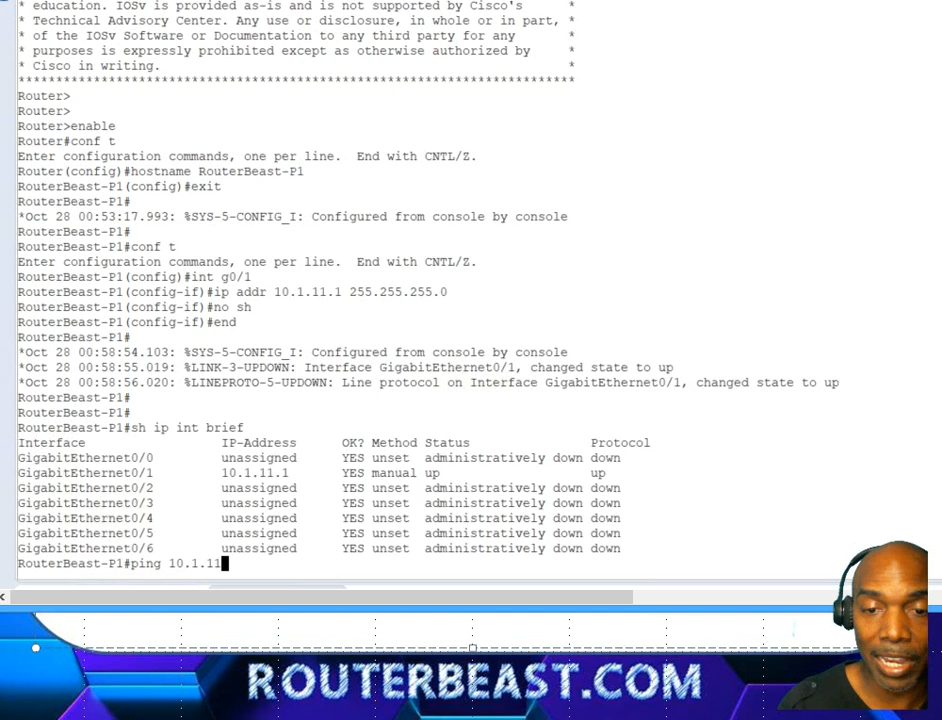 * education. IOSv is provided as-is and is not supported by Cisco's *
* Technical Advisory Center. Any use or disclosure, in whole or in part, *
* of the IOSv Software or Documentation to any third party for any *
* purposes is expressly prohibited except as otherwise authorized by *
* Cisco in writing. *
**************************************************************************
Router>
Router>
Router>enable
Router#conf t
Enter configuration commands, one per line.  End with CNTL/Z.
Router(config)#hostname RouterBeast-P1
RouterBeast-P1(config)#exit
RouterBeast-P1#
*Oct 28 00:53:17.993: %SYS-5-CONFIG_I: Configured from console by console
RouterBeast-P1#
RouterBeast-P1#conf t
Enter configuration commands, one per line.  End with CNTL/Z.
RouterBeast-P1(config)#int g0/1
RouterBeast-P1(config-if)#ip addr 10.1.11.1 255.255.255.0
RouterBeast-P1(config-if)#no sh
RouterBeast-P1(config-if)#end
RouterBeast-P1#
*Oct 28 00:58:54.103: %SYS-5-CONFIG_I: Configured from console by console
*Oct 28 00:58:55.019: %LINK-3-UPDOWN: Interface GigabitEthernet0/1, changed state to up
*Oct 28 00:58:56.020: %LINEPROTO-5-UPDOWN: Line protocol on Interface GigabitEthernet0/1, changed state to up
RouterBeast-P1#
RouterBeast-P1#
RouterBeast-P1#sh ip int brief
Interface IP-Address OK? Method Status Protocol
GigabitEthernet0/0 unassigned YES unset administratively down down
GigabitEthernet0/1 10.1.11.1 YES manual up up
GigabitEthernet0/2 unassigned YES unset administratively down down
GigabitEthernet0/3 unassigned YES unset administratively down down
GigabitEthernet0/4 unassigned YES unset administratively down down
GigabitEthernet0/5 unassigned YES unset administratively down down
GigabitEthernet0/6 unassigned YES unset administratively down down
RouterBeast-P1#ping 10.1.11
ROUTERBEAST.COM